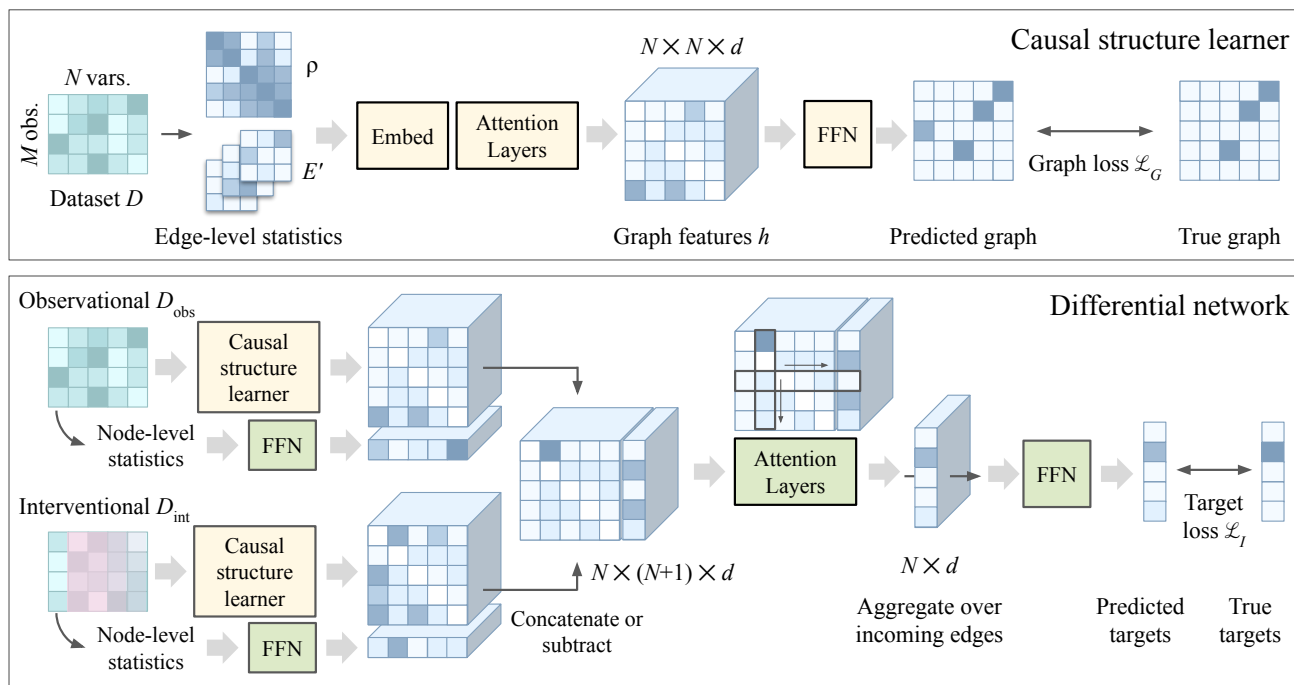 Causal structure learner
N × N × d
N vars.
M obs.
ρ
E′
Embed
Attention
Layers
FFN
Graph loss ℒ_G
Dataset D
Edge-level statistics
Graph features h
Predicted graph
True graph
Differential network
Observational D_obs
Causal
structure
learner
Node-level
statistics
FFN
Interventional D_int
Causal
structure
learner
Node-level
statistics
FFN
N × (N+1) × d
Concatenate or
subtract
Attention
Layers
N × d
Aggregate over
incoming edges
FFN
Target
loss ℒ_I
Predicted
targets
True
targets